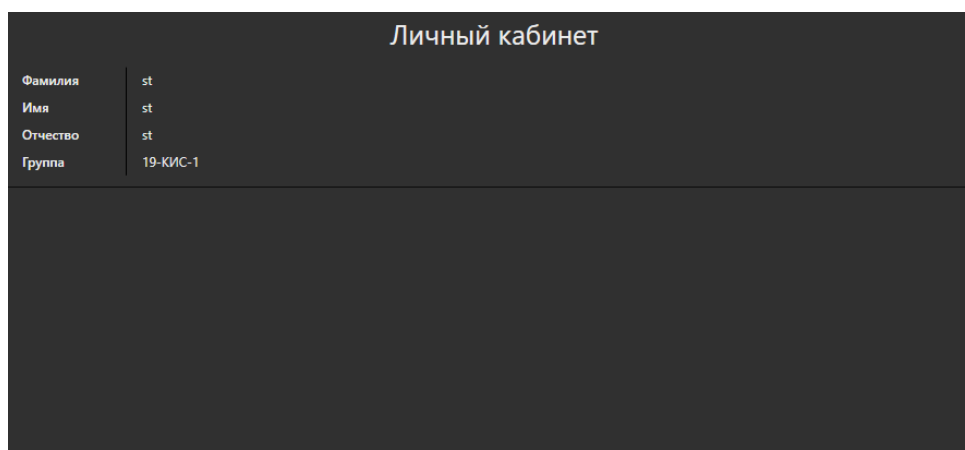 Личный кабинет
Фамилия st
Имя st
Отчество st
Группа 19-КИС-1